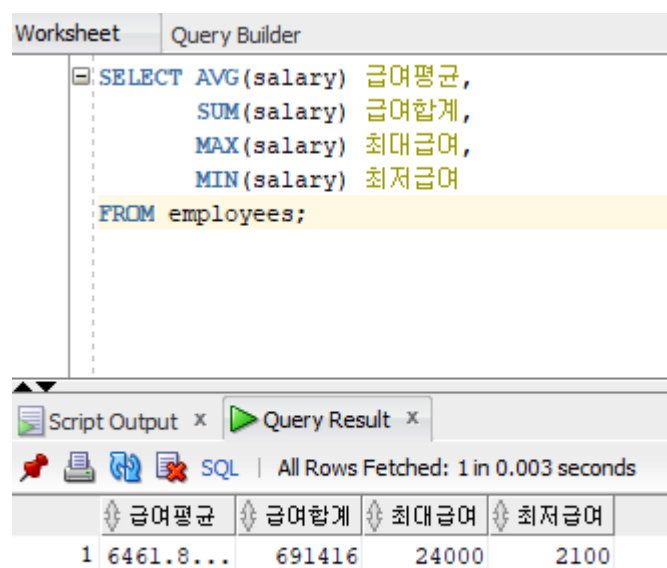 Worksheet Query Builder
SELECT AVG(salary) 급여평균,
SUM(salary) 급여합계,
MAX(salary) 최대급여,
MIN(salary) 최저급여
FROM employees;
Script Output x Query Result x
SQL | All Rows Fetched: 1 in 0.003 seconds
급여평균 급여합계 최대급여 최저급여
1 6461.8... 691416 24000 2100